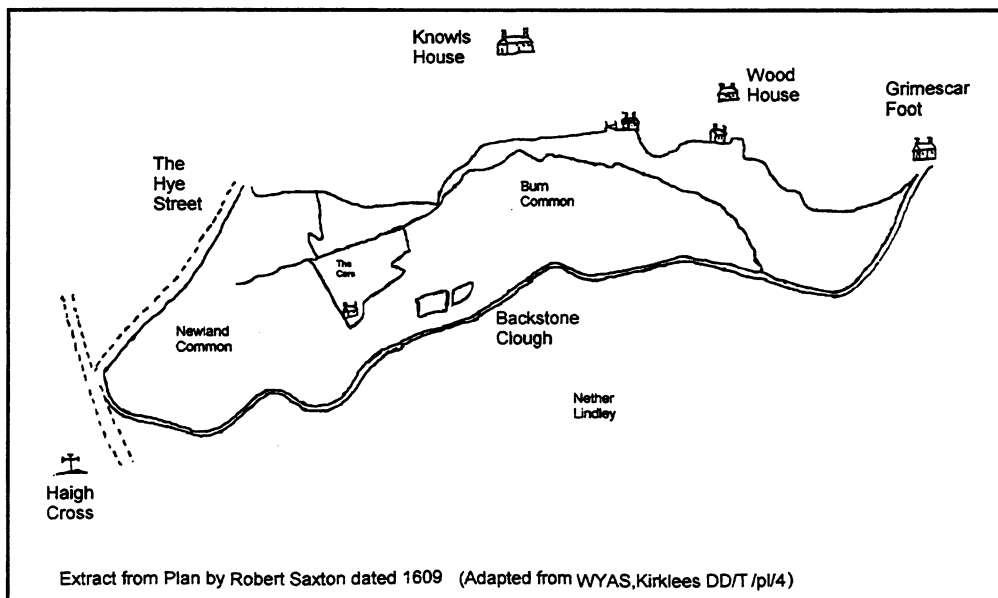 Knowls
House
Wood
House
Grimescar
Foot
The
Hye
Street
Burn
Common
The
Cars
Newland
Common
Backstone
Clough
Nether
Lindley
Haigh
Cross
Extract from Plan by Robert Saxton dated 1609 (Adapted from WYAS,Kirklees DD/T/pl/4)